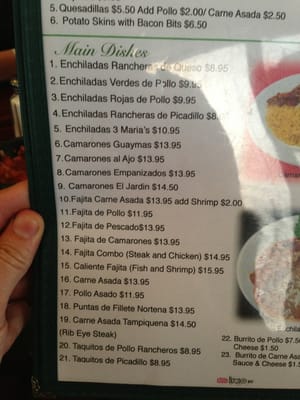 5. Quesadillas $5.50 Add Pollo $2.00/ Carne Asada $2.50
6. Potato Skins with Bacon Bits $6.50
Main Dishes
1. Enchiladas Rancheras de Queso $8.95
2. Enchiladas Verdes de Pollo $9.95
3. Enchiladas Rojas de Pollo $9.95
4. Enchiladas Rancheras de Picadillo $8.
5. Enchiladas 3 Maria's $10.95
6.Camarones Guaymas $13.95
7.Camarones al Ajo $13.95
8.Camarones Empanizados $13.95
9. Camarones El Jardin $14.50
10.Fajita Carne Asada $13.95 add Shrimp $2.00
11.Fajita de Pollo $11.95
12.Fajita de Pescado$13.95
13. Fajita de Camarones $13.95
14. Fajita Combo (Steak and Chicken) $14.95
15. Caliente Fajita (Fish and Shrimp) $15.95
16. Carne Asada $13.95
17. Pollo Asado $11.95
18. Puntas de Fillete Nortena $13.95
19. Carne Asada Tampiquena $14.50
(Rib Eye Steak)
20. Taquitos de Pollo Rancheros $8.95
21. Taquitos de Picadillo $8.95
22. Burrito de Pollo $7.50
Cheese $1.50
23. Burrito de Carne Asa
Sauce & Cheese $1.5